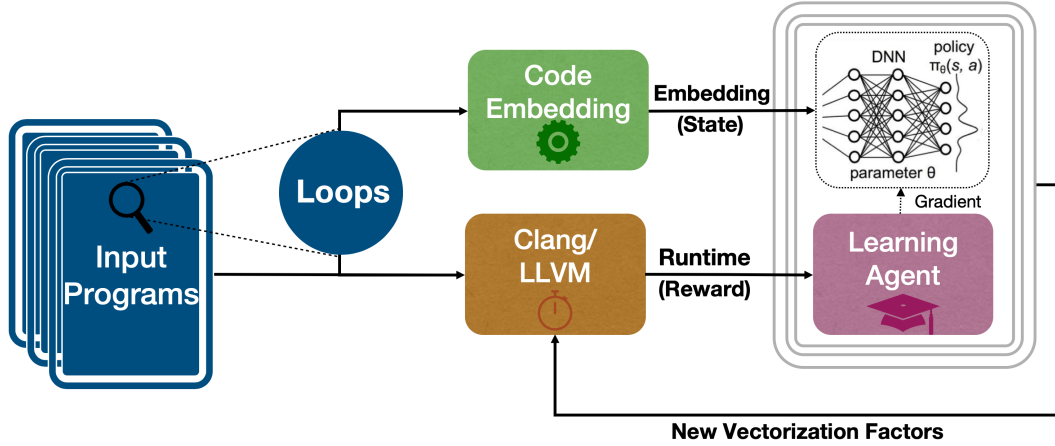 Input
Programs
Loops
Code
Embedding
Embedding
(State)
DNN
policy
πθ(s, a)
parameter θ
Gradient
Clang/
LLVM
Runtime
(Reward)
Learning
Agent
New Vectorization Factors